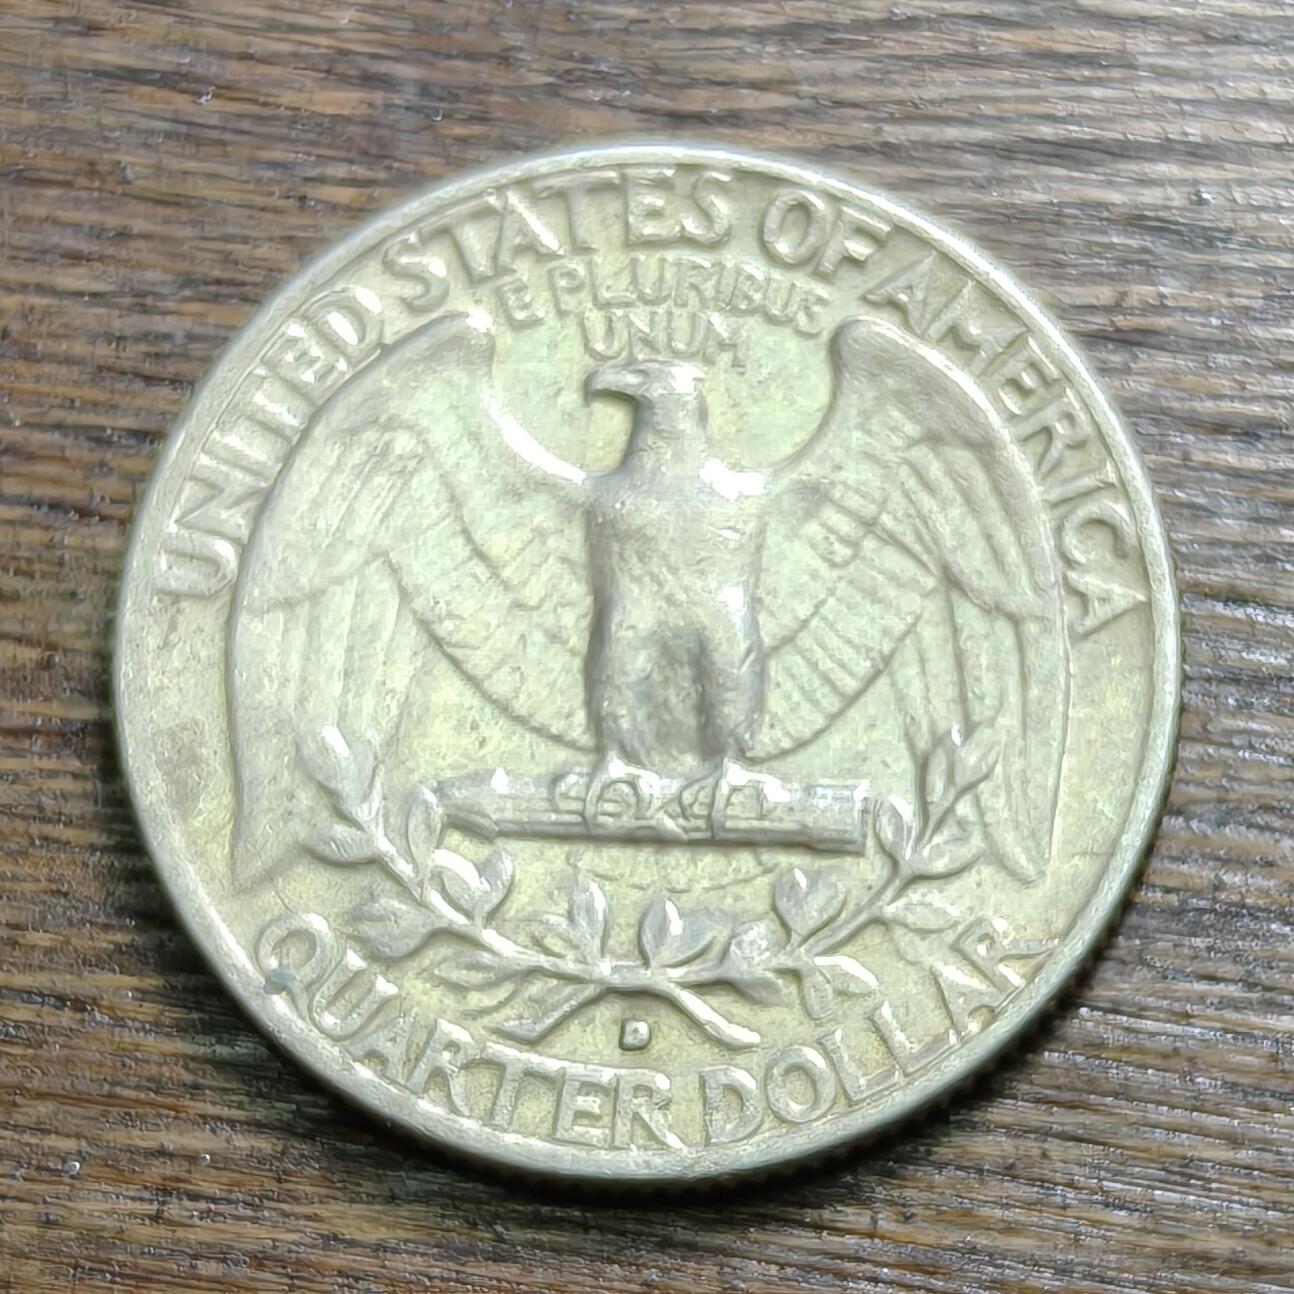 UNITED STATES OF AMERICA
E PLURIBUS
UNUM
D
QUARTER DOLLAR